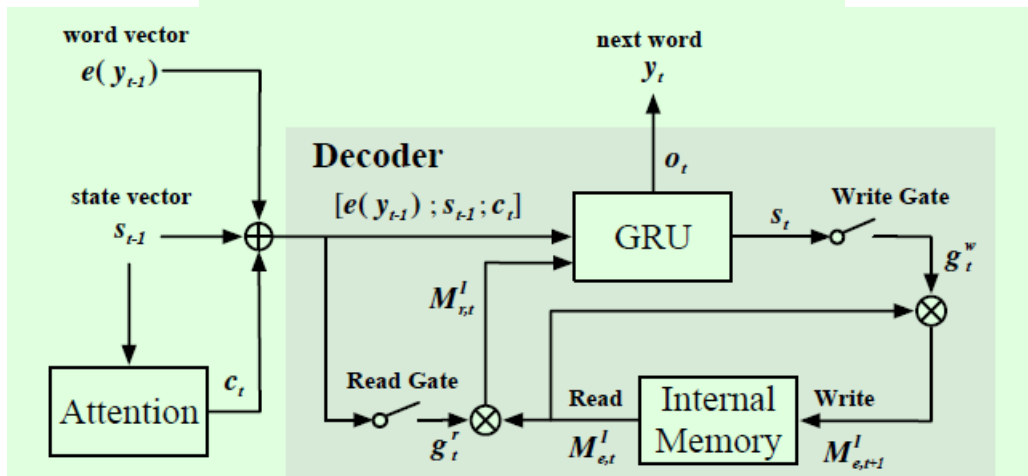 word vector
e( y_{t-1})
next word
y_t
Decoder
o_t
state vector
s_{t-1}
[e( y_{t-1}) ; s_{t-1}; c_t]
GRU
s_t
Write Gate
g_t^w
M_{r,t}^I
Attention
c_t
Read Gate
g_t^r
Read
M_{e,t}^I
Internal
Memory
Write
M_{e,t+1}^I